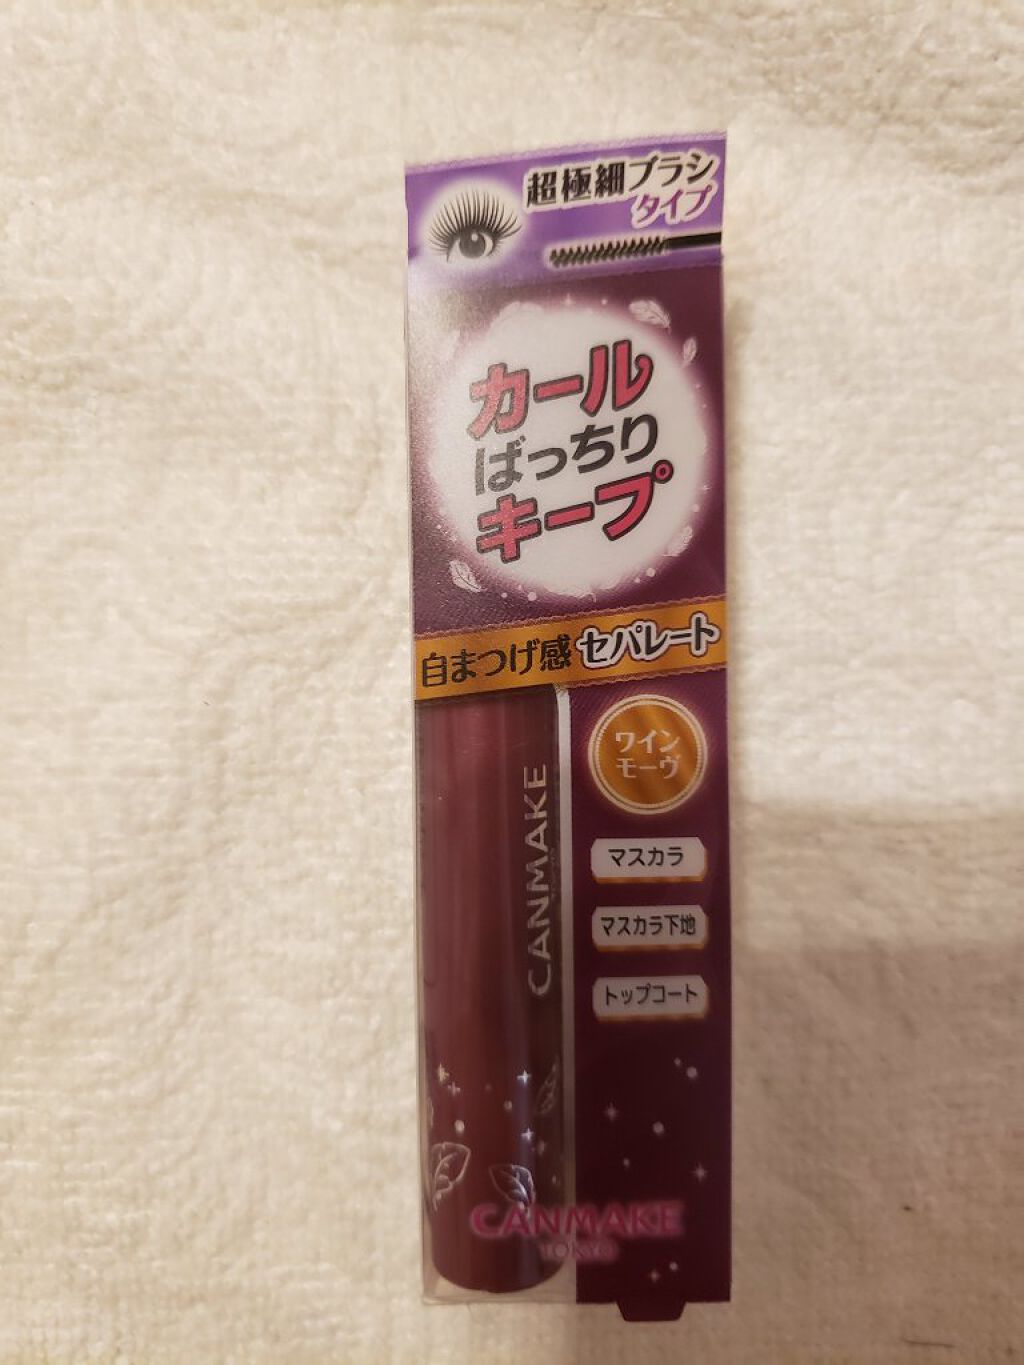 超極細ブラシ
タイプ
カール
ばっちり
キープ
自まつげ感 セパレート
ワイン
モーヴ
マスカラ
マスカラ下地
トップコート
CANMAKE
CANMAKE
TOKYO